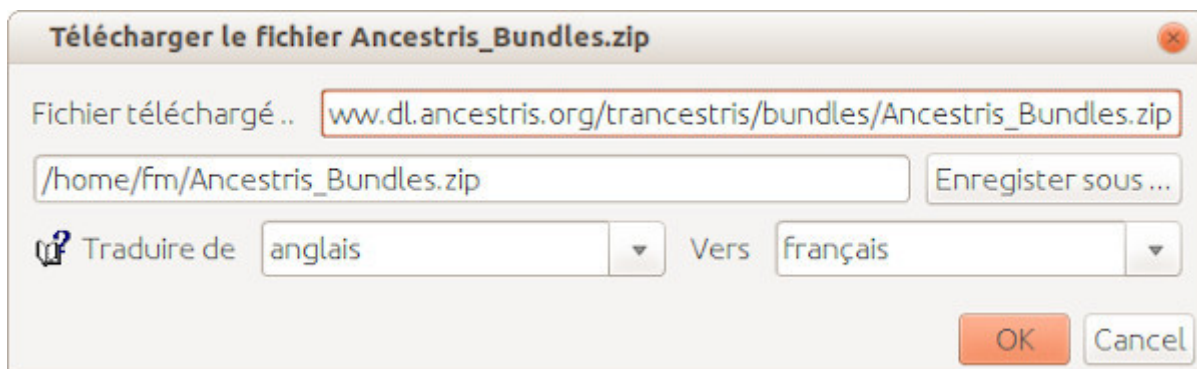 Télécharger le fichier Ancestris_Bundles.zip
Fichier téléchargé .. ww.dl.ancestris.org/trancestris/bundles/Ancestris_Bundles.zip
/home/fm/Ancestris_Bundles.zip Enregister sous ...
Traduire de anglais Vers français
OK Cancel